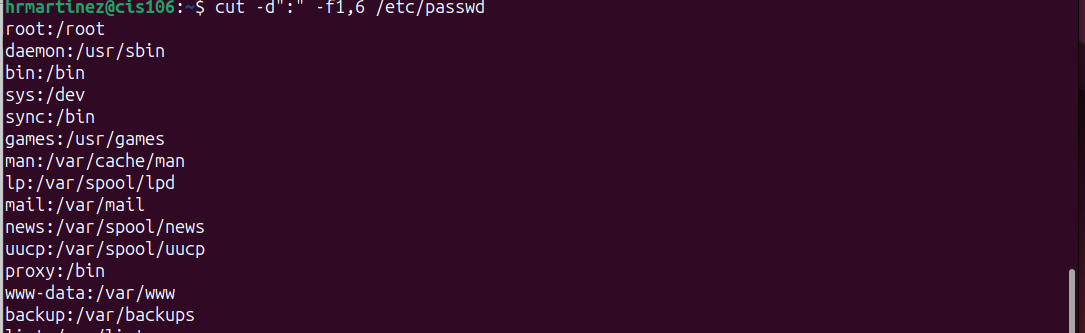 hrmartinez@cis106:~$ cut -d":" -f1,6 /etc/passwd
root:/root
daemon:/usr/sbin
bin:/bin
sys:/dev
sync:/bin
games:/usr/games
man:/var/cache/man
lp:/var/spool/lpd
mail:/var/mail
news:/var/spool/news
uucp:/var/spool/uucp
proxy:/bin
www-data:/var/www
backup:/var/backups